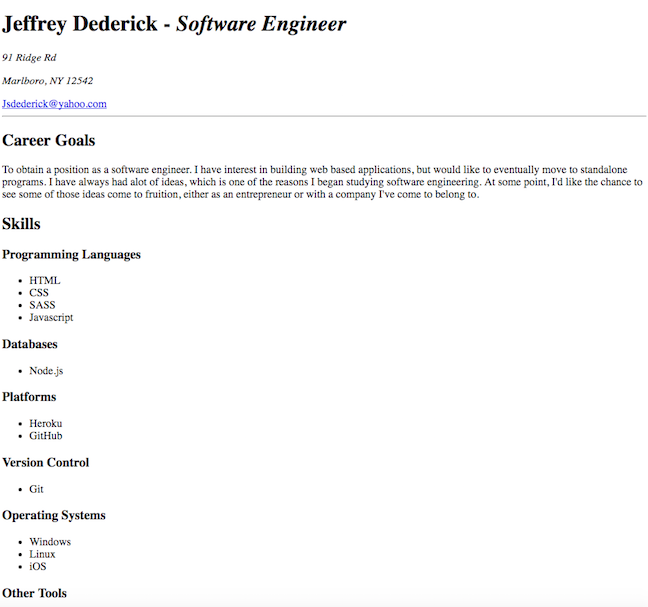 Jeffrey Dederick - Software Engineer
91 Ridge Rd
Marlboro, NY 12542
Jsdederick@yahoo.com
Career Goals
To obtain a position as a software engineer. I have interest in building web based applications, but would like to eventually move to standalone
programs. I have always had alot of ideas, which is one of the reasons I began studying software engineering. At some point, I'd like the chance to
see some of those ideas come to fruition, either as an entrepreneur or with a company I've come to belong to.
Skills
Programming Languages
• HTML
• CSS
• SASS
• Javascript
Databases
• Node.js
Platforms
• Heroku
• GitHub
Version Control
• Git
Operating Systems
• Windows
• Linux
• iOS
Other Tools